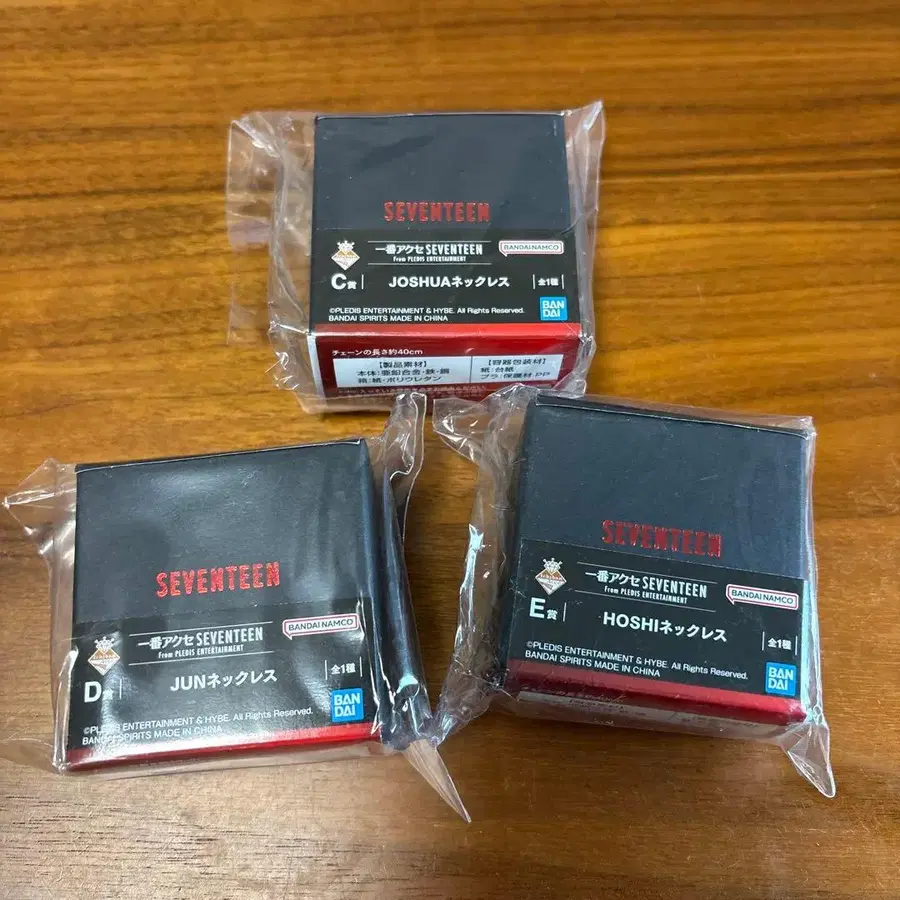 SEVENTEEN
一番アクセ SEVENTEEN
From PLEDIS ENTERTAINMENT
BANDAI NAMCO
C賞
JOSHUAネックレス
全1種
©PLEDIS ENTERTAINMENT & HYBE. All Rights Reserved.
BANDAI SPIRITS MADE IN CHINA
BAN
DAI
チェーンの長さ約40cm
【製品素材】
本体:亜鉛合金・鉄・銅
箱:紙・ポリウレタン
【容器包装材】
紙:台紙
プラ:保護材 PP
SEVENTEEN
一番アクセ SEVENTEEN
From PLEDIS ENTERTAINMENT
BANDAI NAMCO
D賞
JUNネックレス
全1種
©PLEDIS ENTERTAINMENT & HYBE. All Rights Reserved.
BANDAI SPIRITS MADE IN CHINA
BAN
DAI
SEVENTEEN
一番アクセ SEVENTEEN
From PLEDIS ENTERTAINMENT
BANDAI NAMCO
E賞
HOSHIネックレス
全1種
©PLEDIS ENTERTAINMENT & HYBE. All Rights Reserved.
BANDAI SPIRITS MADE IN CHINA
BAN
DAI